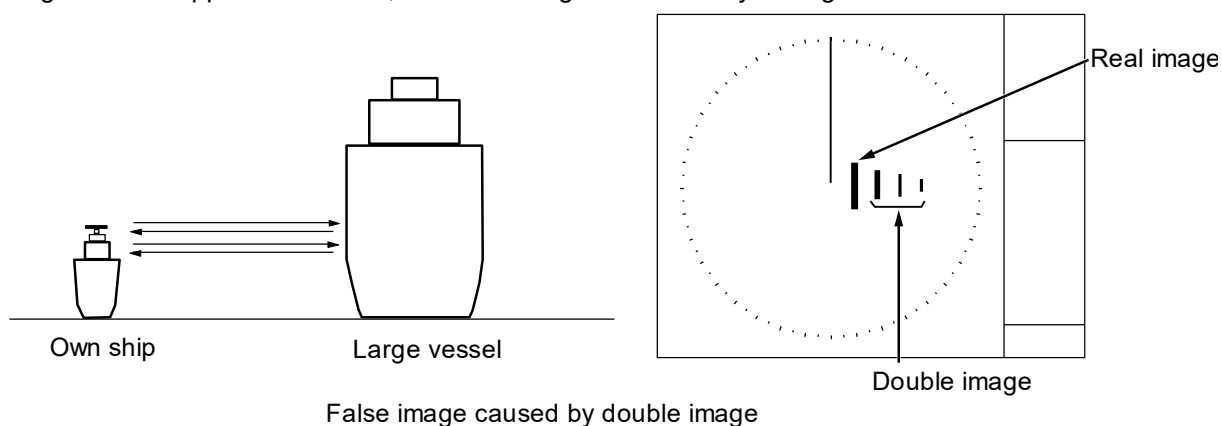 Real image
Own ship
Large vessel
Double image
False image caused by double image